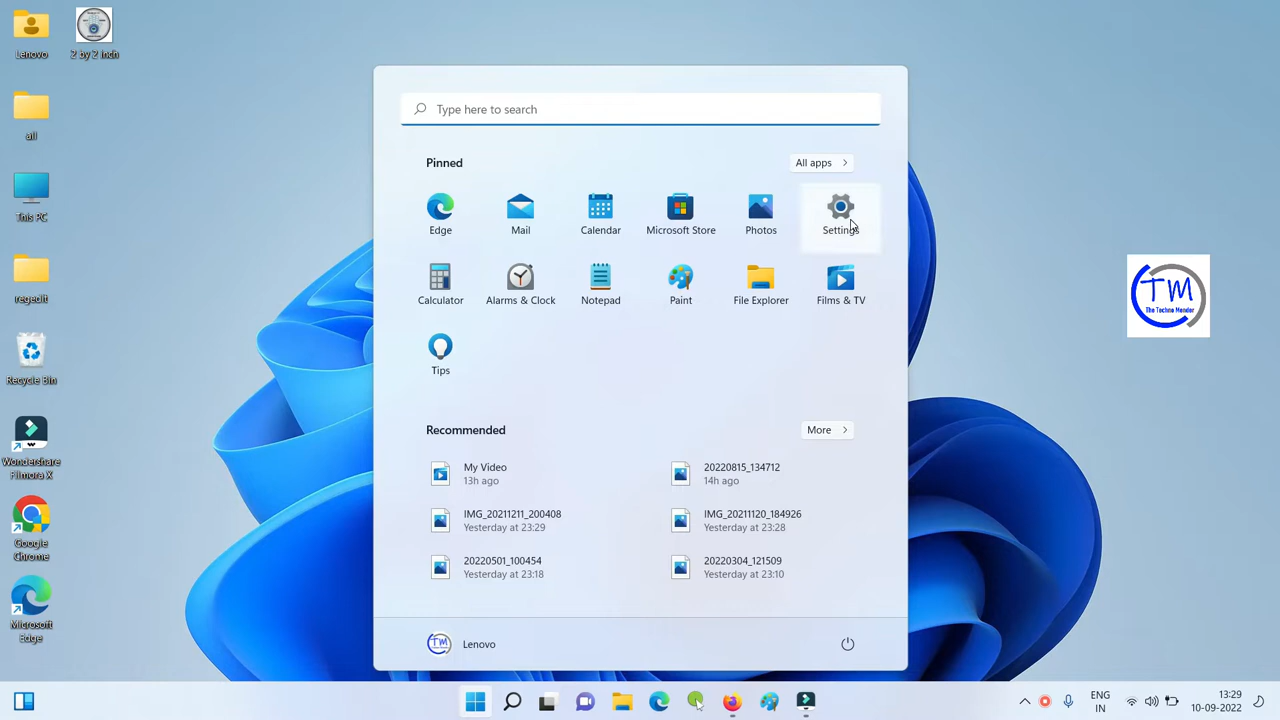 Lenovo
2 by 2 inch
all
This PC
regedit
Recycle Bin
Wondershare
Filmora X
Google
Chrome
Microsoft
Edge
Type here to search
Pinned
All apps
Edge
Mail
Calendar
Microsoft Store
Photos
Settings
Calculator
Alarms & Clock
Notepad
Paint
File Explorer
Films & TV
Tips
Recommended
More
My Video
13h ago
20220815_134712
14h ago
IMG_20211211_200408
Yesterday at 23:29
IMG_20211120_184926
Yesterday at 23:28
20220501_100454
Yesterday at 23:18
20220304_121509
Yesterday at 23:10
TM
Lenovo
TM
The Techno Mender
ENG
IN
13:29
10-09-2022